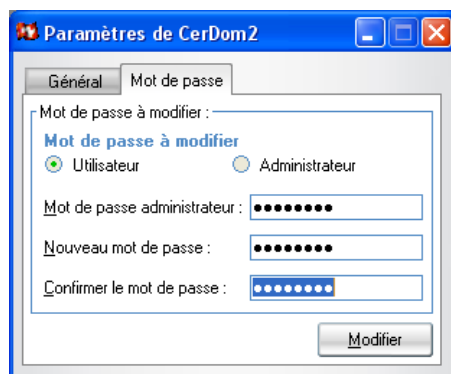 Paramètres de CerDom2
Général Mot de passe
Mot de passe à modifier :
Mot de passe à modifier
Utilisateur Administrateur
Mot de passe administrateur : ●●●●●●●●
Nouveau mot de passe : ●●●●●●●●
Confirmer le mot de passe : ●●●●●●●●
Modifier